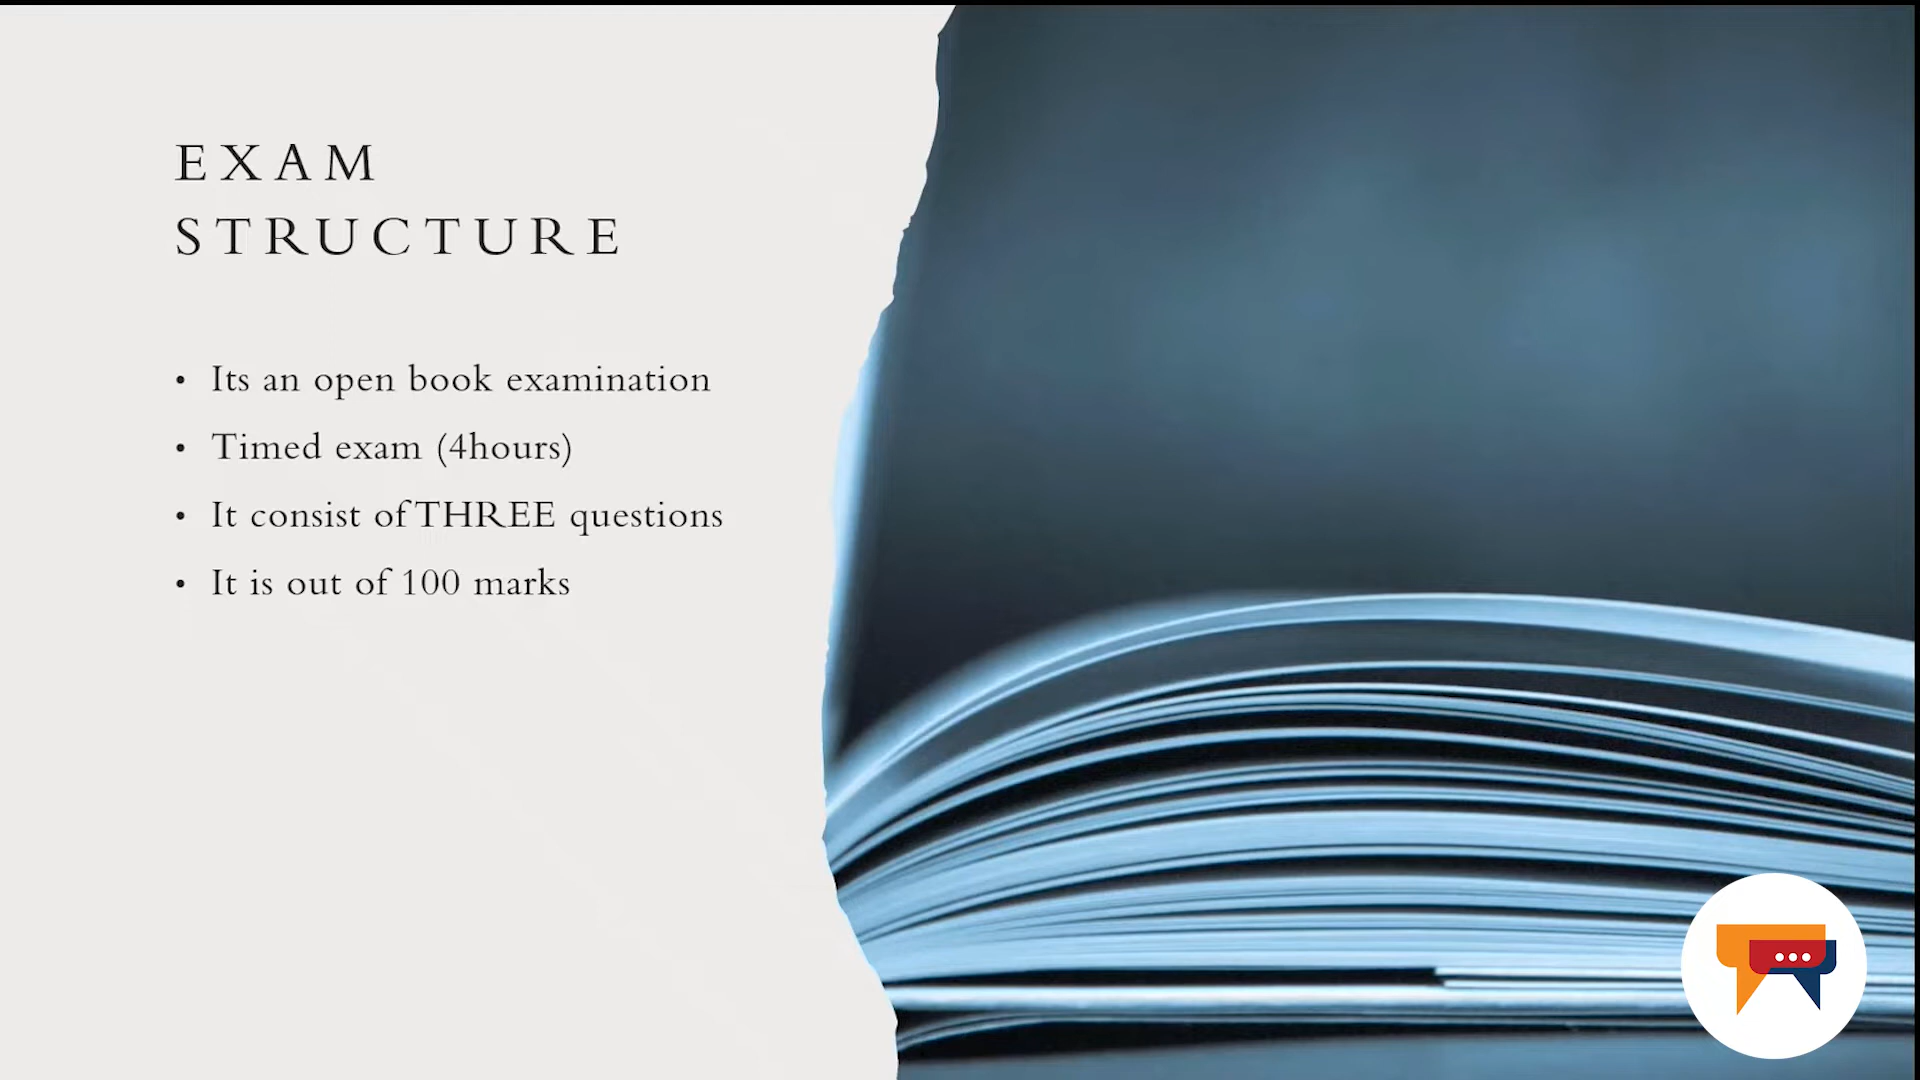 EXAM
STRUCTURE
• Its an open book examination
• Timed exam (4hours)
• It consist of THREE questions
• It is out of 100 marks